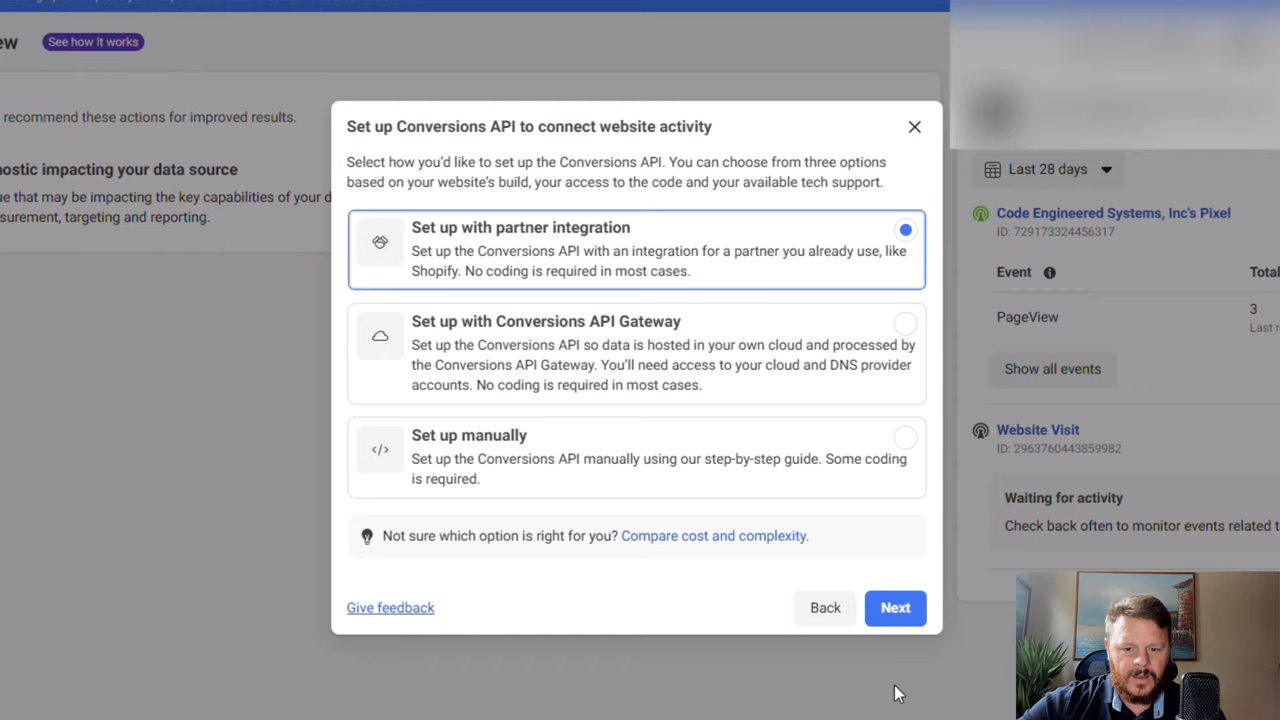 ew
See how it works
recommend these actions for improved results.
nostic impacting your data source
ue that may be impacting the key capabilities of your d
surement, targeting and reporting.
Set up Conversions API to connect website activity
Select how you'd like to set up the Conversions API. You can choose from three options
based on your website's build, your access to the code and your available tech support.
Set up with partner integration
Set up the Conversions API with an integration for a partner you already use, like
Shopify. No coding is required in most cases.
Set up with Conversions API Gateway
Set up the Conversions API so data is hosted in your own cloud and processed by
the Conversions API Gateway. You'll need access to your cloud and DNS provider
accounts. No coding is required in most cases.
Set up manually
Set up the Conversions API manually using our step-by-step guide. Some coding
is required.
Not sure which option is right for you? Compare cost and complexity.
Give feedback
Back
Next
Last 28 days
Code Engineered Systems, Inc's Pixel
ID: 729173324456317
Event
Total
PageView
3
Last r
Show all events
Website Visit
ID: 2963760443859982
Waiting for activity
Check back often to monitor events related t